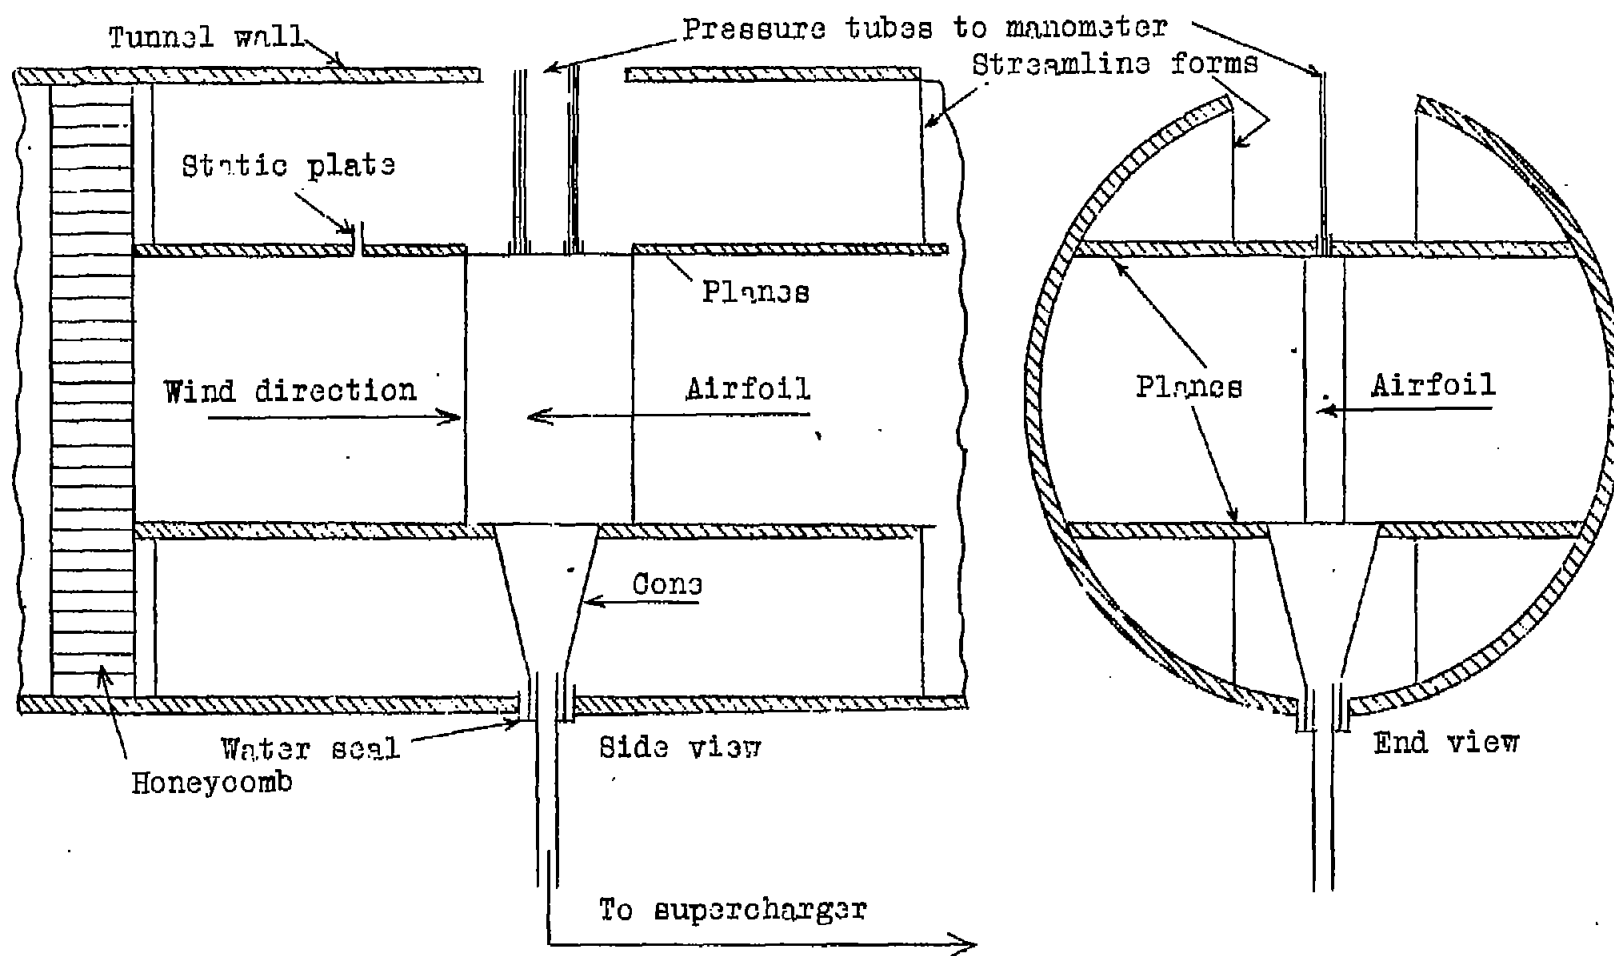 Pressure tubes to manometer
Tunnel wall
Streamline forms
Static plate
Planes
Wind direction
Airfoil
Planes
Airfoil
Cone
Water seal
Side view
End view
Honeycomb
To supercharger